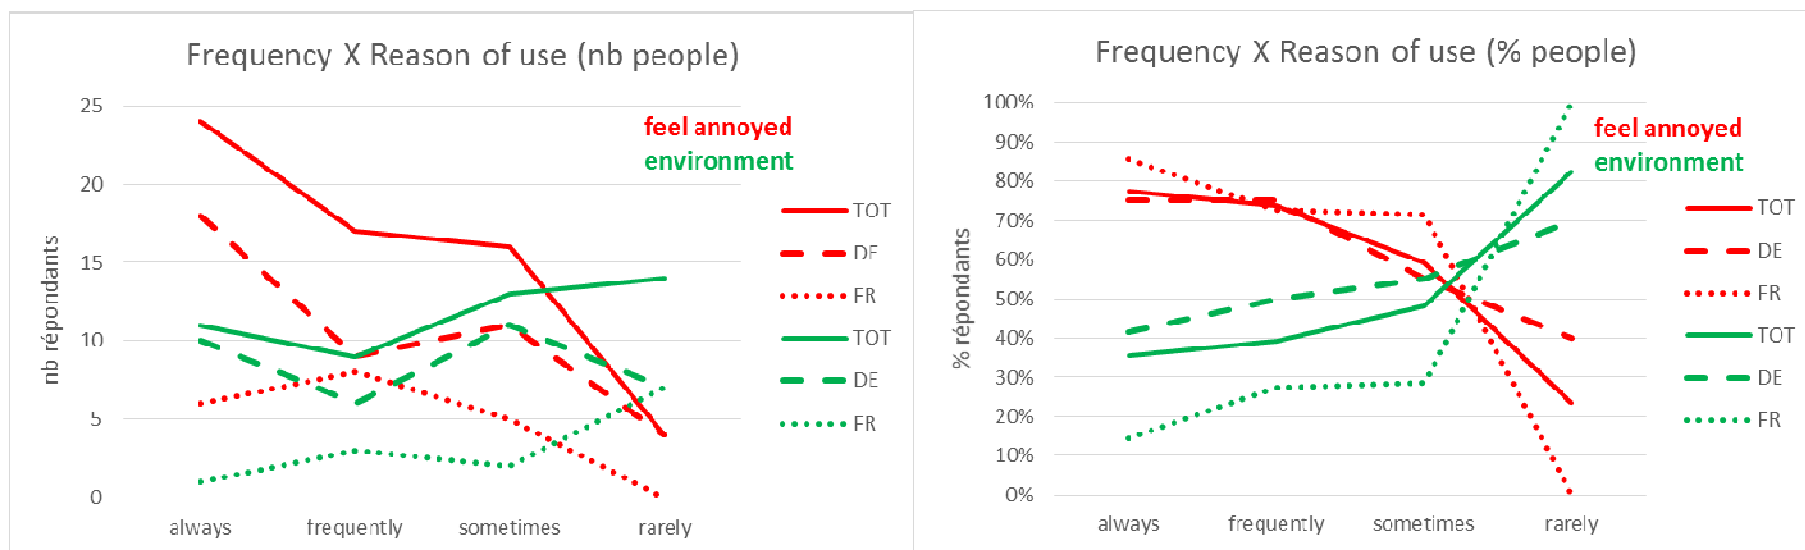 Frequency X Reason of use (nb people)
25
20
15
10
5
0
nb répondants
always frequently sometimes rarely
feel annoyed
environment
TOT
DE
FR
TOT
DE
FR
Frequency X Reason of use (% people)
100%
90%
80%
70%
60%
50%
40%
30%
20%
10%
0%
% répondants
always frequently sometimes rarely
feel annoyed
environment
TOT
DE
FR
TOT
DE
FR